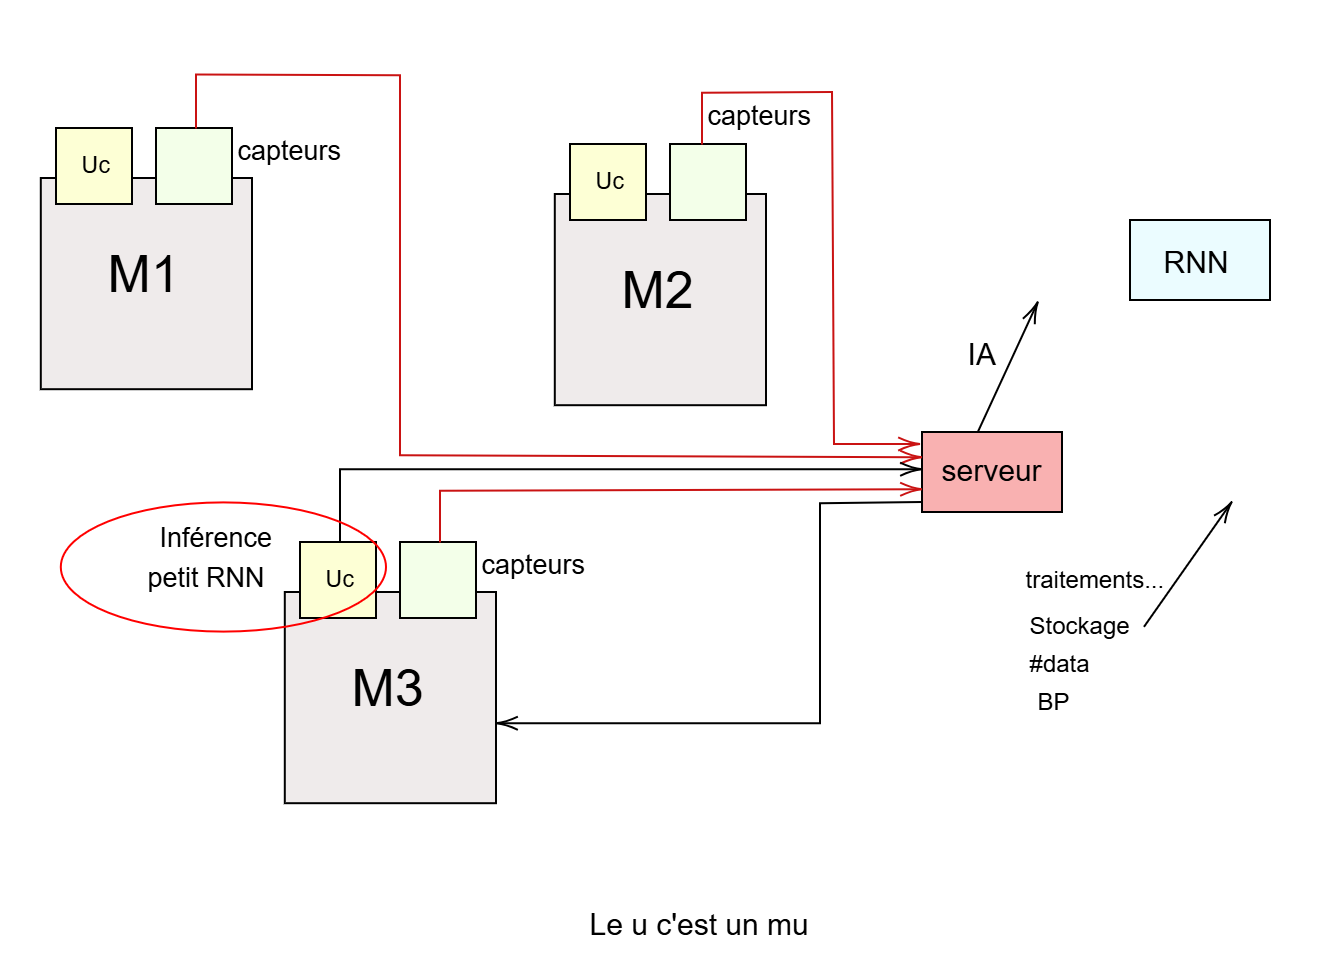 capteurs
Uc
M1
capteurs
Uc
M2
RNN
IA
serveur
Inférence
petit RNN
Uc
capteurs
M3
traitements...
Stockage
#data
BP
Le u c'est un mu